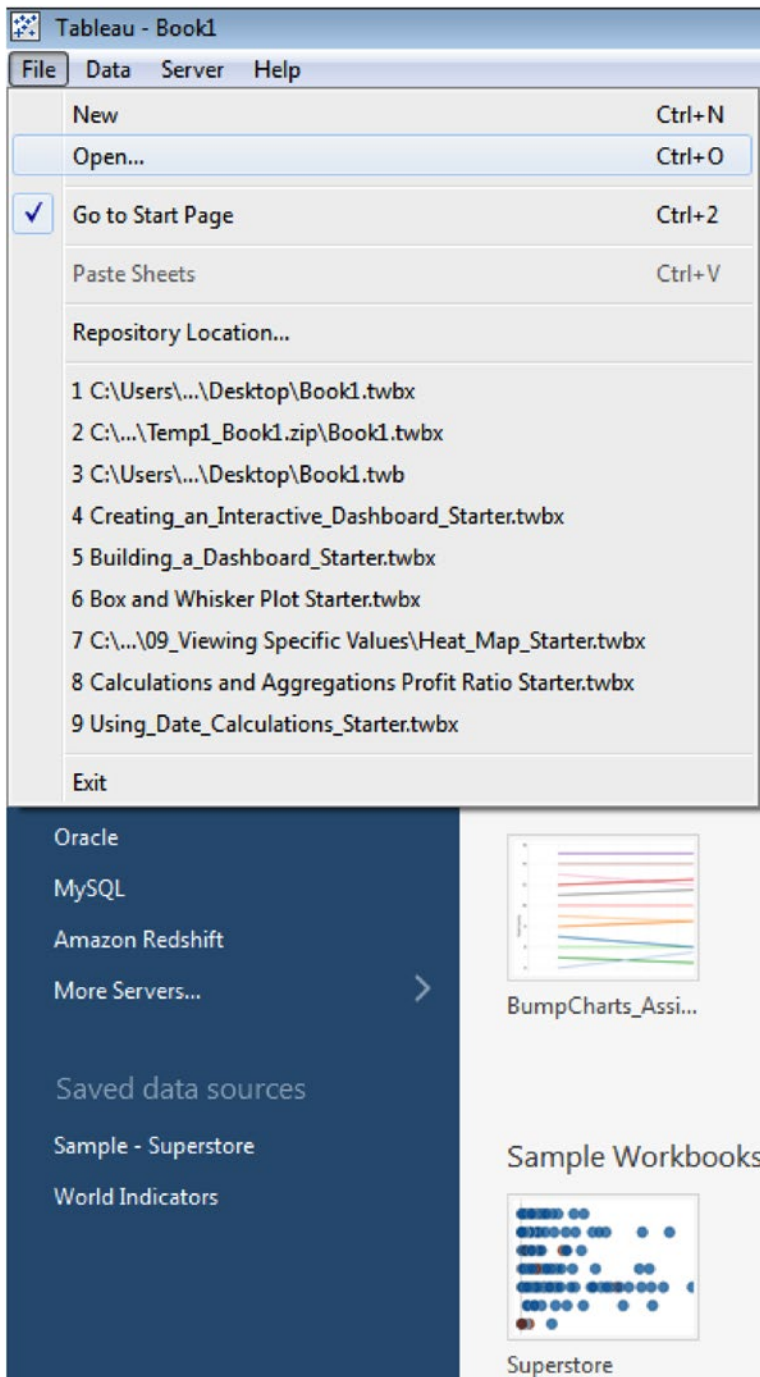 Tableau - Book1
File Data Server Help
New Ctrl+N
Open... Ctrl+O
Go to Start Page Ctrl+2
Paste Sheets Ctrl+V
Repository Location...
1 C:\Users\...\Desktop\Book1.twbx
2 C:\...\Temp1_Book1.zip\Book1.twbx
3 C:\Users\...\Desktop\Book1.twb
4 Creating_an_Interactive_Dashboard_Starter.twbx
5 Building_a_Dashboard_Starter.twbx
6 Box and Whisker Plot Starter.twbx
7 C:\...\09_Viewing Specific Values\Heat_Map_Starter.twbx
8 Calculations and Aggregations Profit Ratio Starter.twbx
9 Using_Date_Calculations_Starter.twbx
Exit
Oracle
MySQL
Amazon Redshift
More Servers...
Saved data sources
Sample - Superstore
World Indicators
BumpCharts_Assi...
Sample Workbooks
Superstore